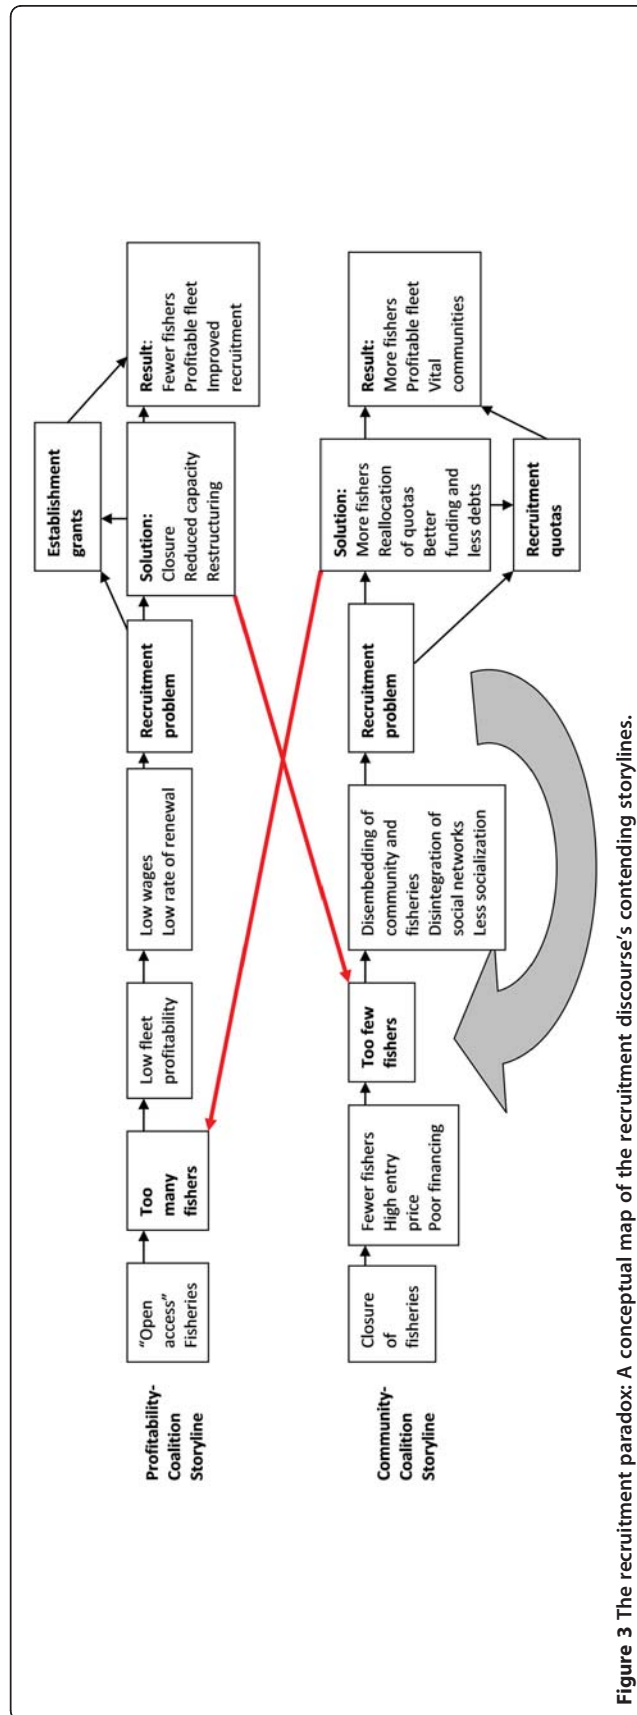 Profitability-
Coalition
Storyline
“Open
access”
Fisheries
Too
many
fishers
Low fleet
profitability
Low wages
Low rate of renewal
Recruitment
problem
Establishment
grants
Solution:
Closure
Reduced capacity
Restructuring
Result:
Fewer fishers
Profitable fleet
Improved
recruitment
Community-
Coalition
Storyline
Closure
of
fisheries
Fewer fishers
High entry
price
Poor financing
Too few
fishers
Disembedding of
community and
fisheries
Disintegration of
social networks
Less socialization
Recruitment
problem
Solution:
More fishers
Reallocation
of quotas
Better
funding and
less debts
Recruitment
quotas
Result:
More fishers
Profitable fleet
Vital
communities
Figure 3 The recruitment paradox: A conceptual map of the recruitment discourse’s contending storylines.